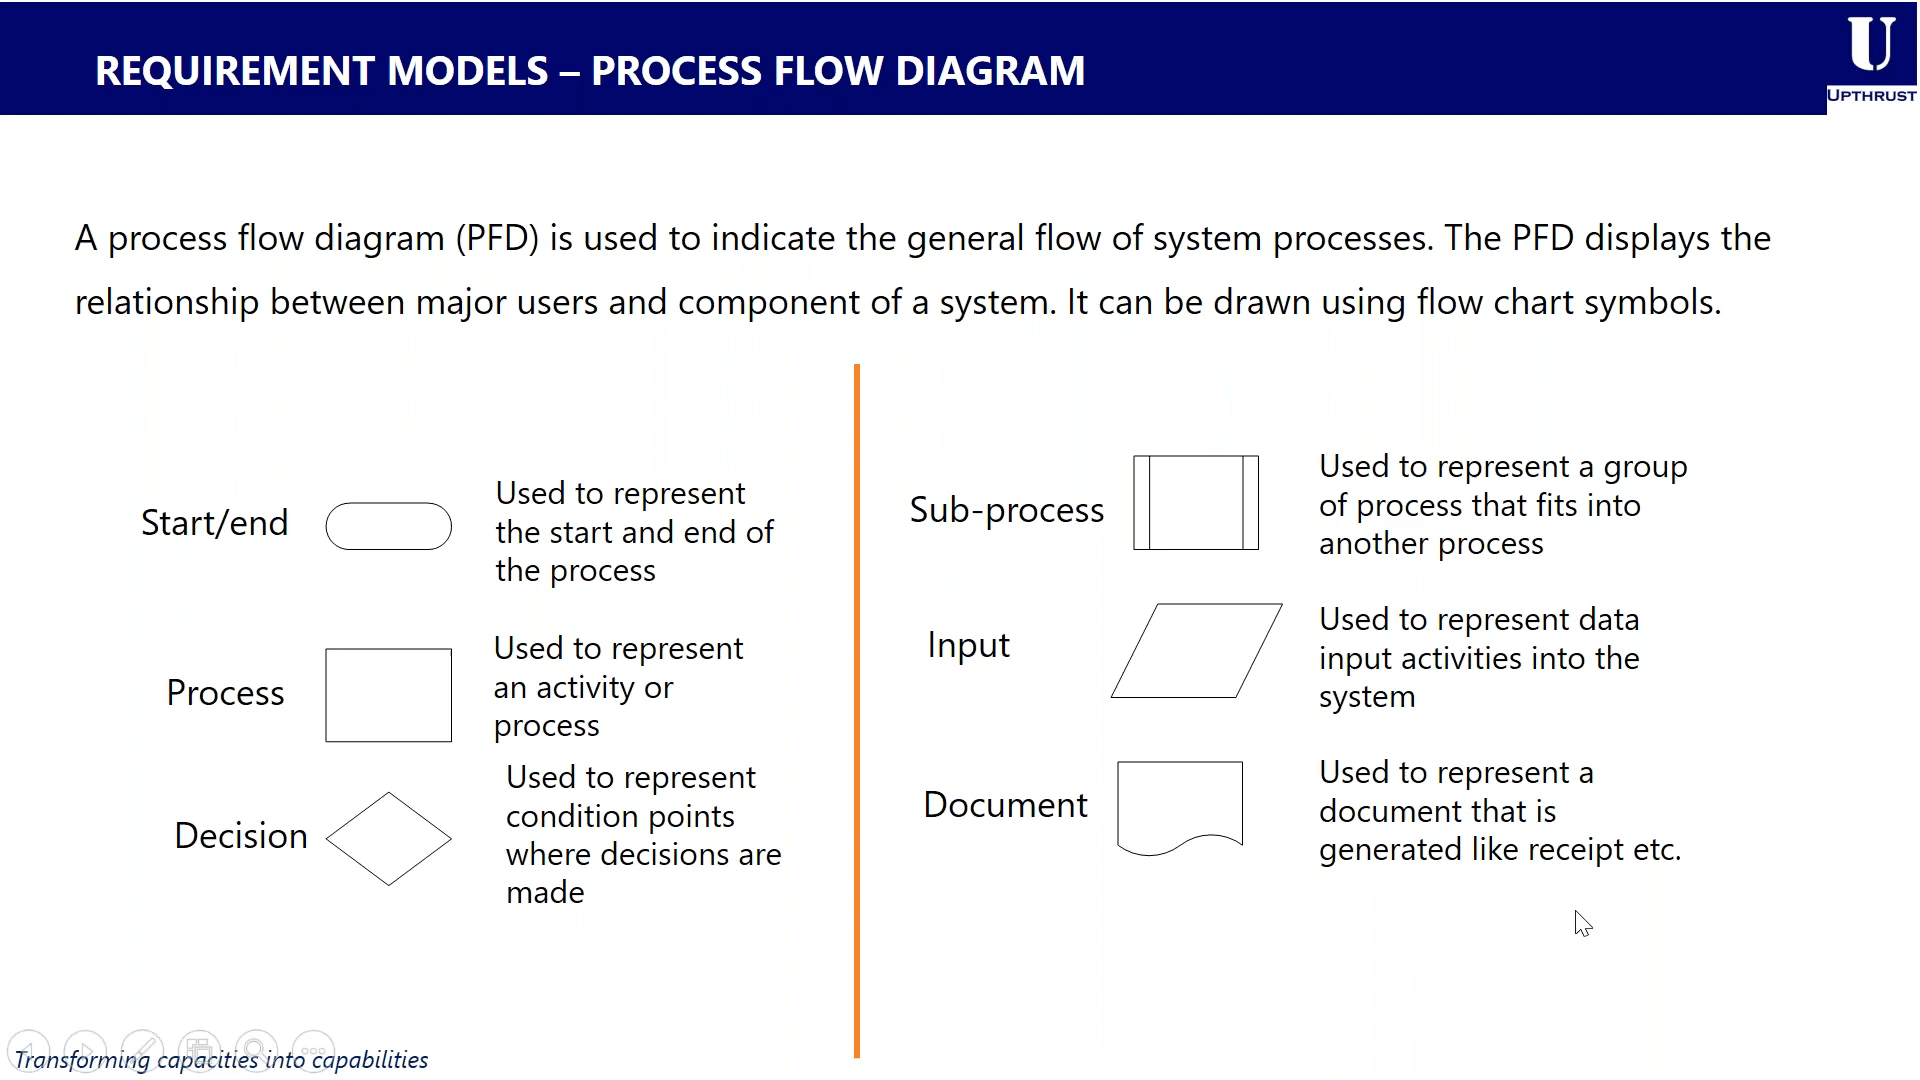 REQUIREMENT MODELS – PROCESS FLOW DIAGRAM
U
UPTHRUST
A process flow diagram (PFD) is used to indicate the general flow of system processes. The PFD displays the
relationship between major users and component of a system. It can be drawn using flow chart symbols.
Start/end
Used to represent
the start and end of
the process
Process
Used to represent
an activity or
process
Decision
Used to represent
condition points
where decisions are
made
Sub-process
Used to represent a group
of process that fits into
another process
Input
Used to represent data
input activities into the
system
Document
Used to represent a
document that is
generated like receipt etc.
Transforming capacities into capabilities